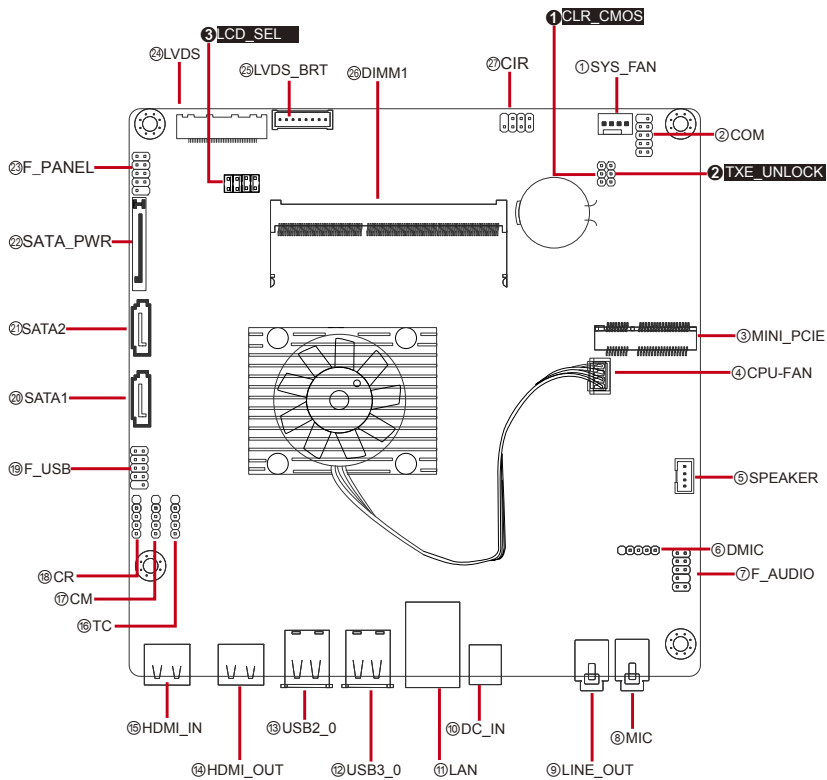 ❶CLR_CMOS
❸LCD_SEL
㉔LVDS
㉕LVDS_BRT
㉖DIMM1
㉗CIR
①SYS_FAN
②COM
㉓F_PANEL
❷TXE_UNLOCK
㉒SATA_PWR
㉑SATA2
③MINI_PCIE
④CPU-FAN
⑳SATA1
⑲F_USB
⑤SPEAKER
⑥DMIC
⑱CR
⑦F_AUDIO
⑰CM
⑯TC
⑮HDMI_IN
⑬USB2_0
⑩DC_IN
⑧MIC
⑭HDMI_OUT
⑫USB3_0
⑪LAN
⑨LINE_OUT